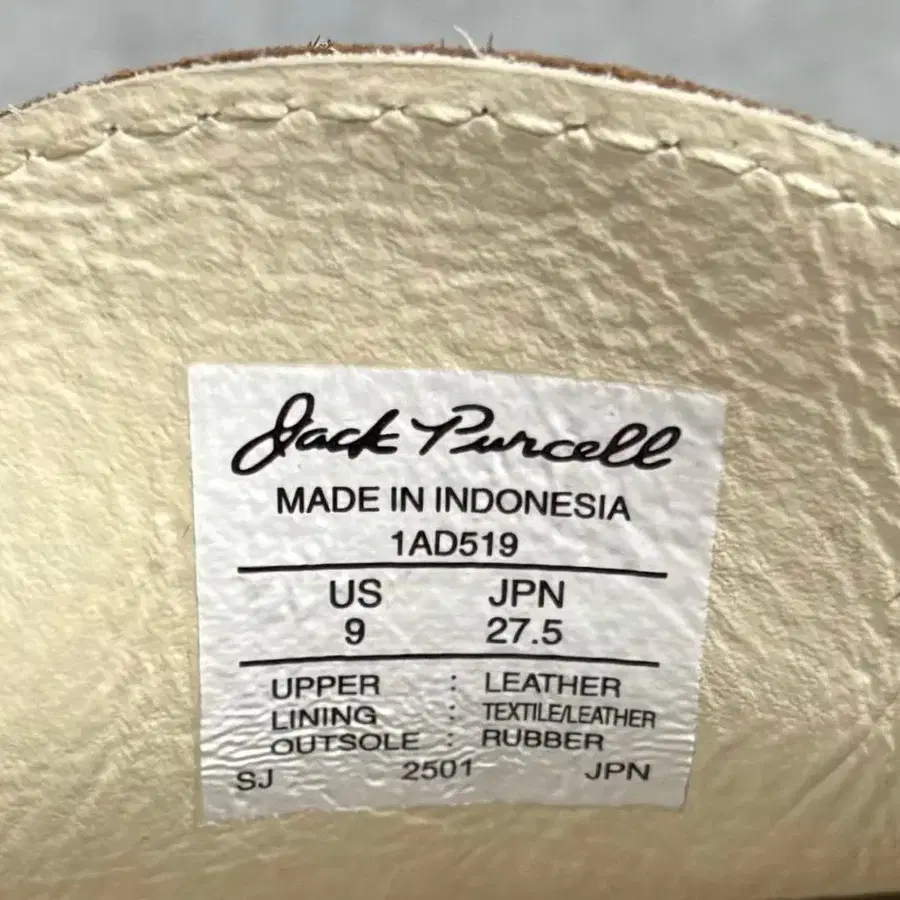 Jack Purcell
MADE IN INDONESIA
1AD519
US JPN
9 27.5
UPPER : LEATHER
LINING : TEXTILE/LEATHER
OUTSOLE : RUBBER
SJ 2501 JPN